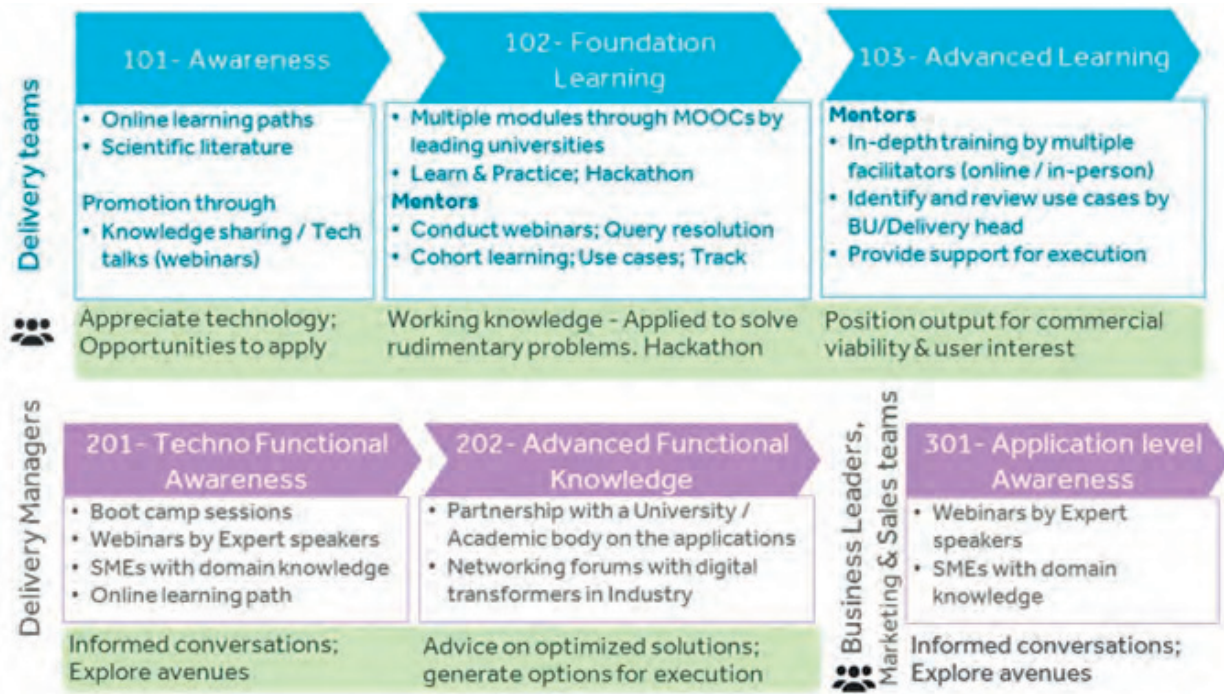 Delivery teams
101- Awareness
• Online learning paths
• Scientific literature
Promotion through
• Knowledge sharing / Tech
talks (webinars)
Appreciate technology;
Opportunities to apply
102- Foundation
Learning
• Multiple modules through MOOCs by
leading universities
• Learn & Practice; Hackathon
Mentors
• Conduct webinars; Query resolution
• Cohort learning; Use cases; Track
Working knowledge - Applied to solve
rudimentary problems. Hackathon
103- Advanced Learning
Mentors
• In-depth training by multiple
facilitators (online / in-person)
• Identify and review use cases by
BU/Delivery head
• Provide support for execution
Position output for commercial
viability & user interest
Delivery Managers
201- Techno Functional
Awareness
• Boot camp sessions
• Webinars by Expert speakers
• SMEs with domain knowledge
• Online learning path
Informed conversations;
Explore avenues
202- Advanced Functional
Knowledge
• Partnership with a University /
Academic body on the applications
• Networking forums with digital
transformers in Industry
Advice on optimized solutions;
generate options for execution
Business Leaders,
Marketing & Sales teams
301- Application level
Awareness
• Webinars by Expert
speakers
• SMEs with domain
knowledge
Informed conversations;
Explore avenues